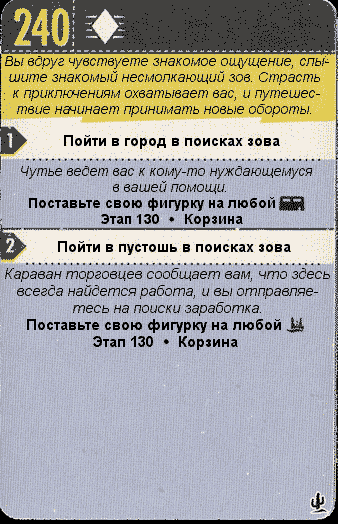 240
Вы вдруг чувствуете знакомое ощущение, слы-
шите знакомый несмолкающий зов. Страсть
к приключениям охватывает вас, и путешес-
твие начинает принимать новые обороты.
1 Пойти в город в поисках зова
Чутье ведет вас к кому-то нуждающемуся
в вашей помощи.
Поставьте свою фигурку на любой
Этап 130 • Корзина
2 Пойти в пустошь в поисках зова
Караван торговцев сообщает вам, что здесь
всегда найдется работа, и вы отправляе-
тесь на поиски заработка.
Поставьте свою фигурку на любой
Этап 130 • Корзина